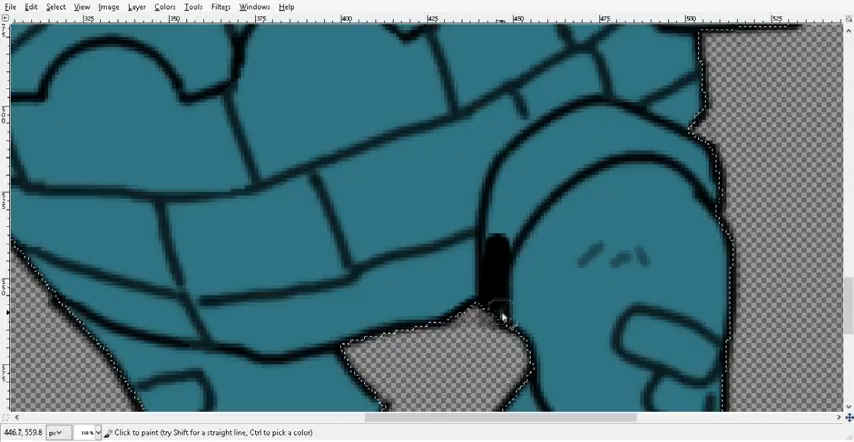 File Edit Select View Image Layer Colors Tools Filters Windows Help
325 350 375 400 425 450 475 500 525
446.7, 559.8 px Click to paint (try Shift for a straight line, Ctrl to pick a color)